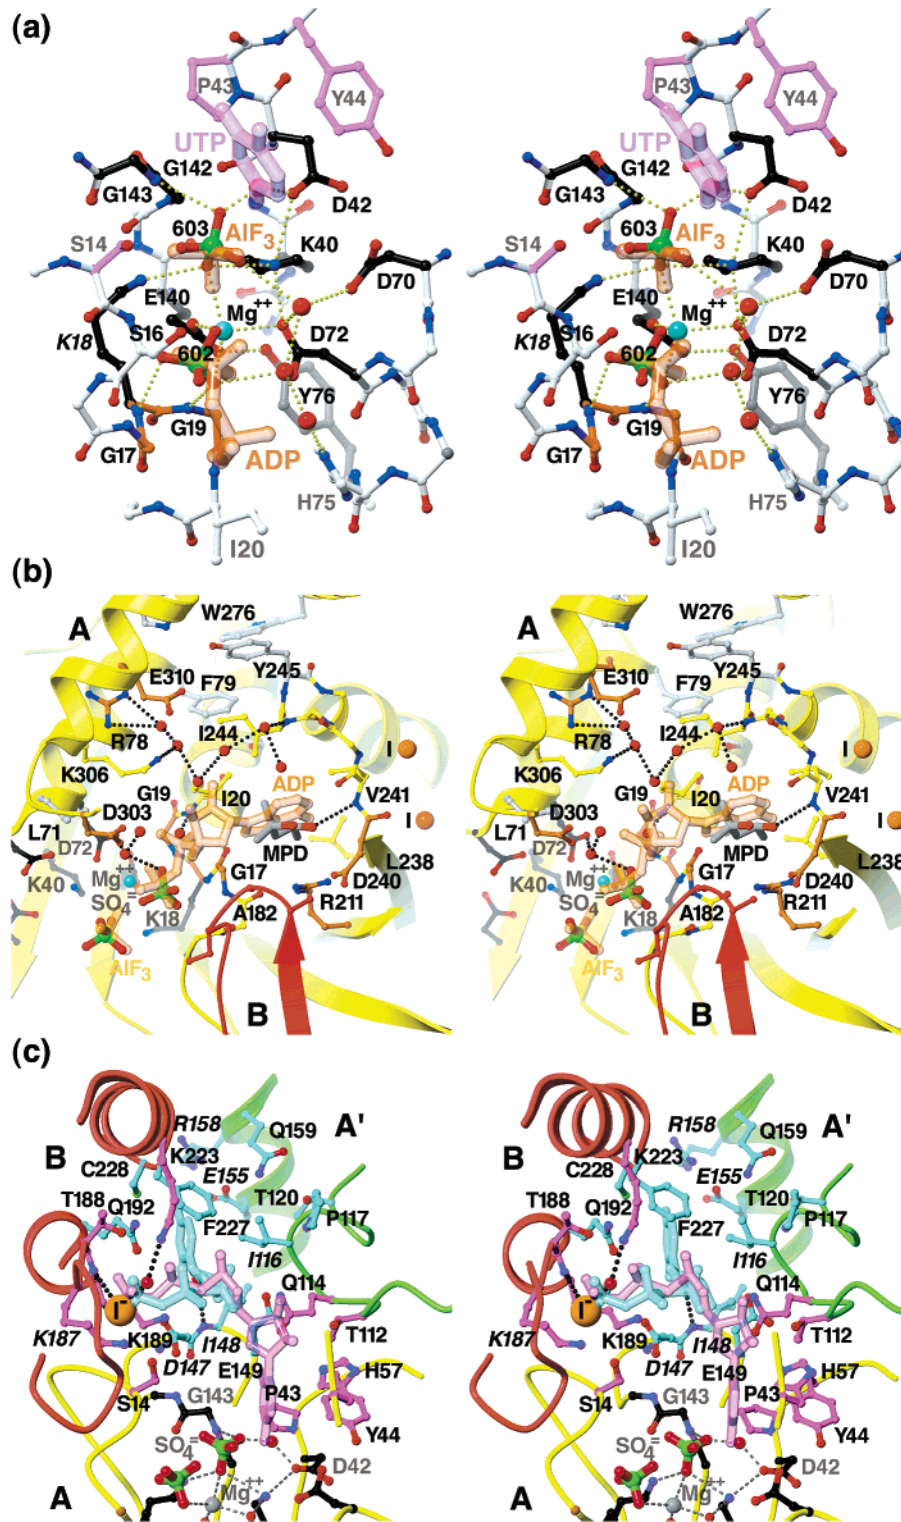 (a)
P43
Y44
UTP
G142
G143
D42
603
AlF3
S14
K40
D70
E140
Mg++
K18
S16
D72
602
Y76
G19
G17
ADP
H75
I20
P43
Y44
UTP
G142
G143
D42
603
AlF3
S14
K40
D70
E140
Mg++
K18
S16
D72
602
Y76
G19
G17
ADP
H75
I20
(b)
W276
A
E310
F79
Y245
R78
I244
I
K306
ADP
G19
I20
V241
D303
I
L71
D72
MPD
L238
Mg++
K40
G17
D240
SO4=
K18
A182
R211
AlF3
B
W276
A
E310
F79
Y245
R78
I244
I
K306
ADP
G19
I20
V241
D303
I
L71
D72
MPD
L238
Mg++
K40
G17
D240
SO4=
K18
A182
R211
AlF3
B
(c)
R158
Q159
A'
B
K223
C228
E155
T188
Q192
T120
P117
F227
I116
I-
Q114
K187
K189
I148
T112
D147
E149
H57
S14
G143
P43
Y44
SO4=
D42
Mg++
A
R158
Q159
A'
B
K223
C228
E155
T188
Q192
T120
P117
F227
I116
I-
Q114
K187
K189
I148
T112
D147
E149
H57
S14
G143
P43
Y44
SO4=
D42
Mg++
A